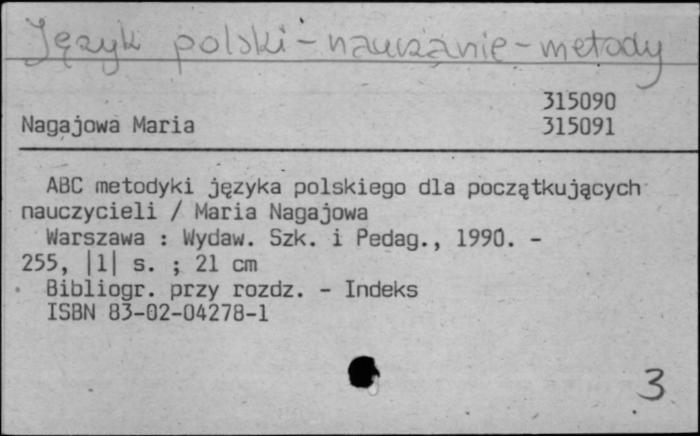 Język polski - nauczanie - metody
315090
Nagajowa Maria 315091
ABC metodyki języka polskiego dla początkujących
nauczycieli / Maria Nagajowa
Warszawa : Wydaw. Szk. i Pedag., 1990. -
255, |1| s. ; 21 cm
Bibliogr. przy rozdz. - Indeks
ISBN 83-02-04278-1
3